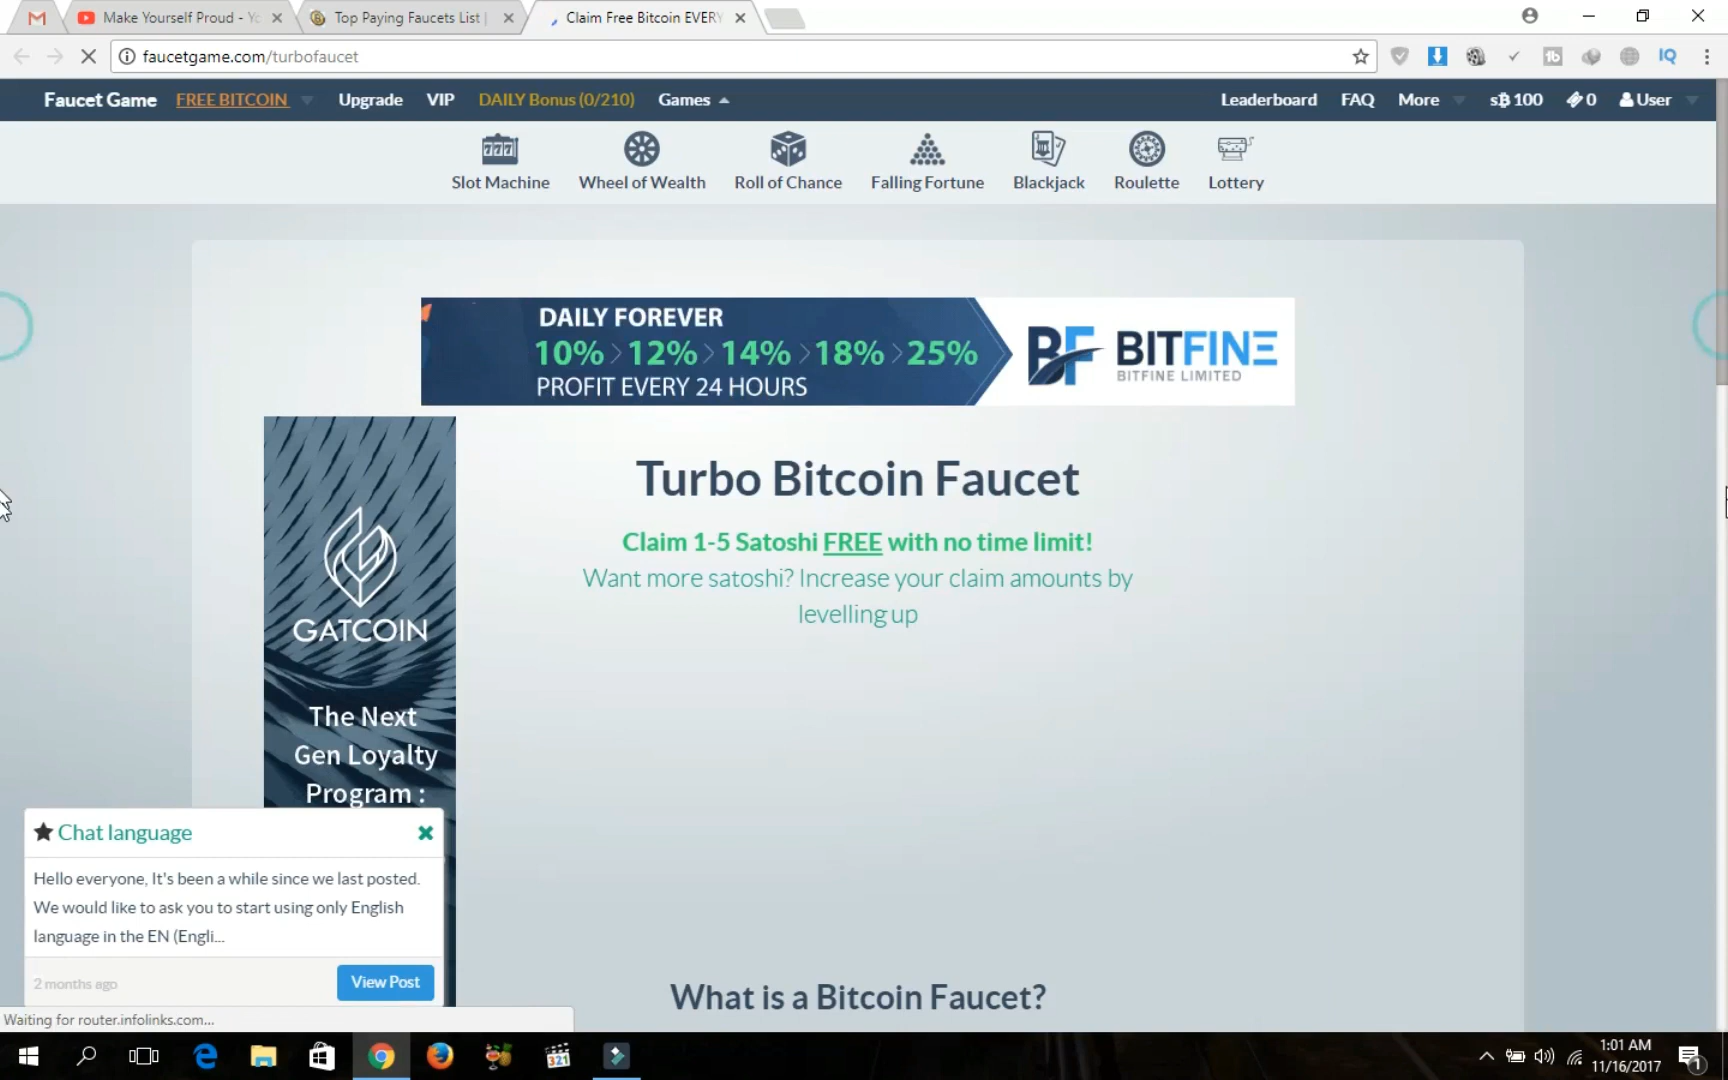 Make Yourself Proud - Yo
Top Paying Faucets List |
Claim Free Bitcoin EVERY
faucetgame.com/turbofaucet
Faucet Game
FREE BITCOIN
Upgrade
VIP
DAILY Bonus (0/210)
Games
Leaderboard
FAQ
More
s₿ 100
0
User
777
Slot Machine
Wheel of Wealth
Roll of Chance
Falling Fortune
Blackjack
Roulette
Lottery
DAILY FOREVER
10% > 12% > 14% > 18% > 25%
PROFIT EVERY 24 HOURS
BF BITFINE
BITFINE LIMITED
GATCOIN
The Next
Gen Loyalty
Program :
Turbo Bitcoin Faucet
Claim 1-5 Satoshi FREE with no time limit!
Want more satoshi? Increase your claim amounts by
levelling up
Chat language
Hello everyone, It's been a while since we last posted.
We would like to ask you to start using only English
language in the EN (Engli...
2 months ago
View Post
What is a Bitcoin Faucet?
Waiting for router.infolinks.com...
321
1:01 AM
11/16/2017
1